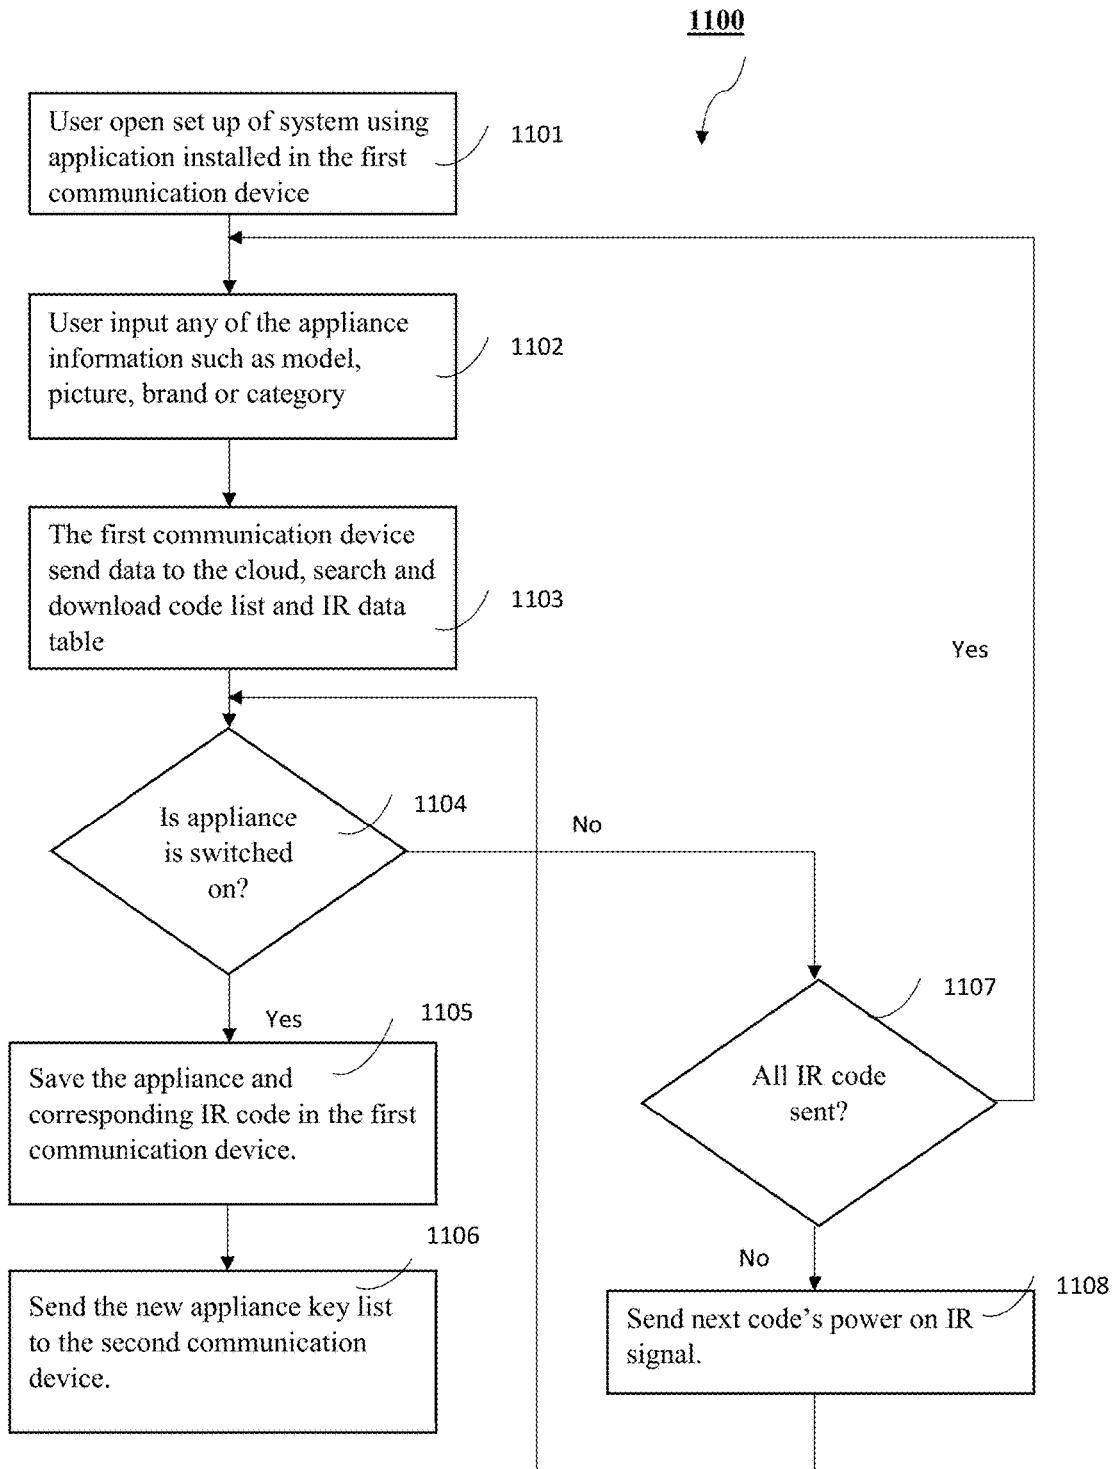 1100
User open set up of system using
application installed in the first
communication device
1101
User input any of the appliance
information such as model,
picture, brand or category
1102
The first communication device
send data to the cloud, search and
download code list and IR data
table
1103
Yes
Is appliance
is switched
on?
1104
No
Yes
1105
Save the appliance and
corresponding IR code in the first
communication device.
1106
Send the new appliance key list
to the second communication
device.
1107
All IR code
sent?
No
1108
Send next code's power on IR
signal.